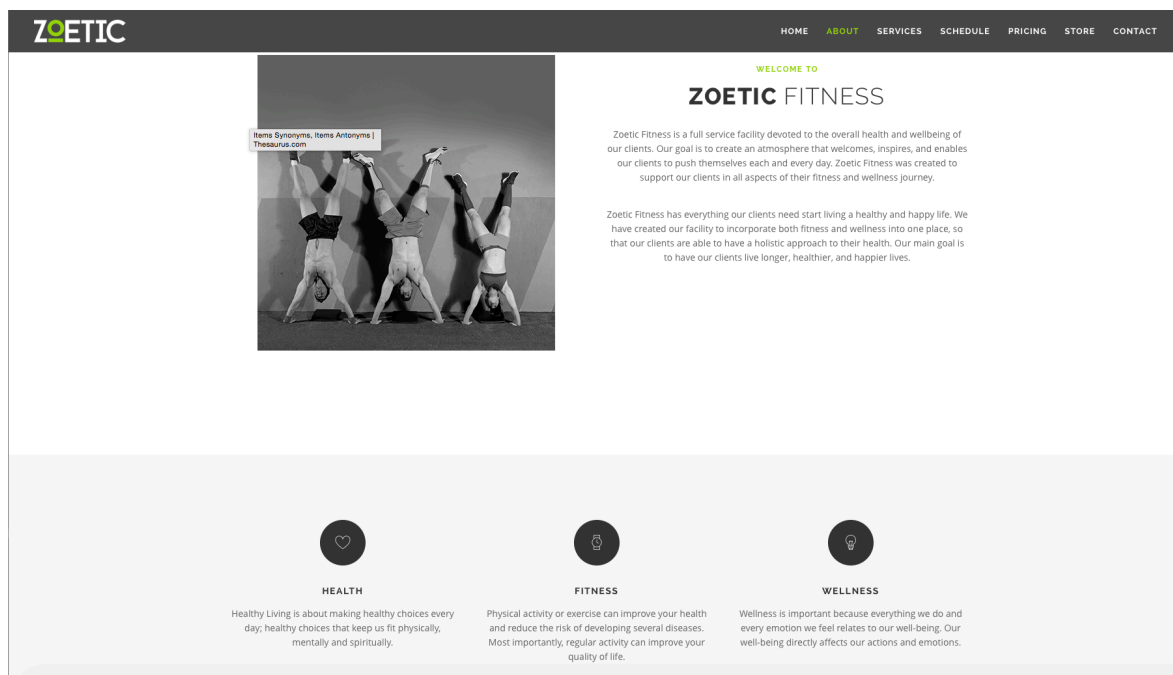 ZOETIC
HOME ABOUT SERVICES SCHEDULE PRICING STORE CONTACT
Items Synonyms, Items Antonyms |
Thesaurus.com
WELCOME TO
ZOETIC FITNESS
Zoetic Fitness is a full service facility devoted to the overall health and wellbeing of
our clients. Our goal is to create an atmosphere that welcomes, inspires, and enables
our clients to push themselves each and every day. Zoetic Fitness was created to
support our clients in all aspects of their fitness and wellness journey.
Zoetic Fitness has everything our clients need start living a healthy and happy life. We
have created our facility to incorporate both fitness and wellness into one place, so
that our clients are able to have a holistic approach to their health. Our main goal is
to have our clients live longer, healthier, and happier lives.
HEALTH
Healthy Living is about making healthy choices every
day; healthy choices that keep us fit physically,
mentally and spiritually.
FITNESS
Physical activity or exercise can improve your health
and reduce the risk of developing several diseases.
Most importantly, regular activity can improve your
quality of life.
WELLNESS
Wellness is important because everything we do and
every emotion we feel relates to our well-being. Our
well-being directly affects our actions and emotions.